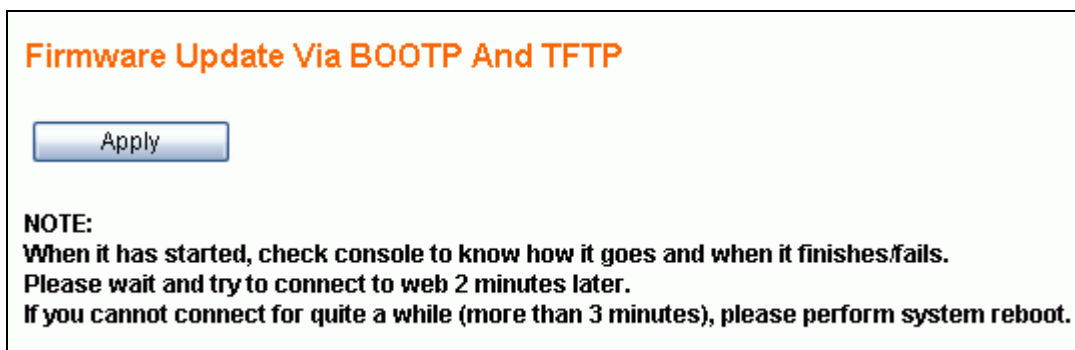 Firmware Update Via BOOTP And TFTP
Apply
NOTE:
When it has started, check console to know how it goes and when it finishes/fails.
Please wait and try to connect to web 2 minutes later.
If you cannot connect for quite a while (more than 3 minutes), please perform system reboot.